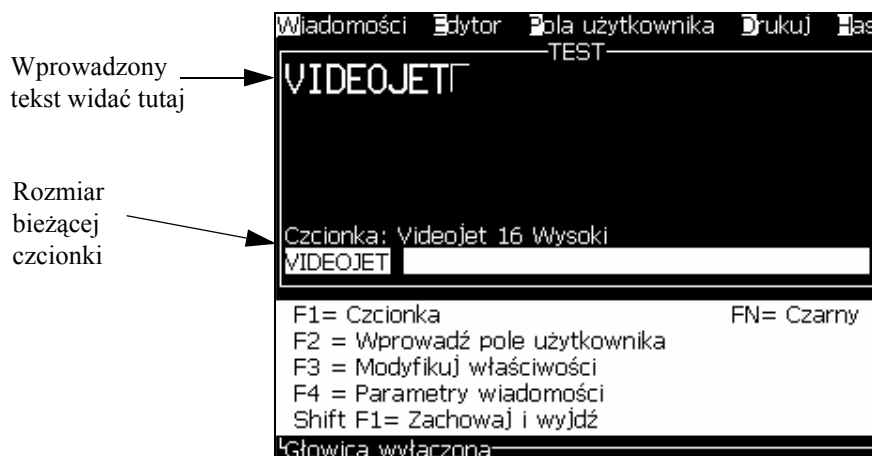 Wiadomości Edytor Pola użytkownika Drukuj Has
TEST
Wprowadzony
tekst widać tutaj
VIDEOJET
Rozmiar
bieżącej
czcionki
Czcionka: Videojet 16 Wysoki
VIDEOJET
F1= Czcionka FN= Czarny
F2 = Wprowadź pole użytkownika
F3 = Modyfikuj właściwości
F4 = Parametry wiadomości
Shift F1= Zachowaj i wyjdź
Głowica wyłączona